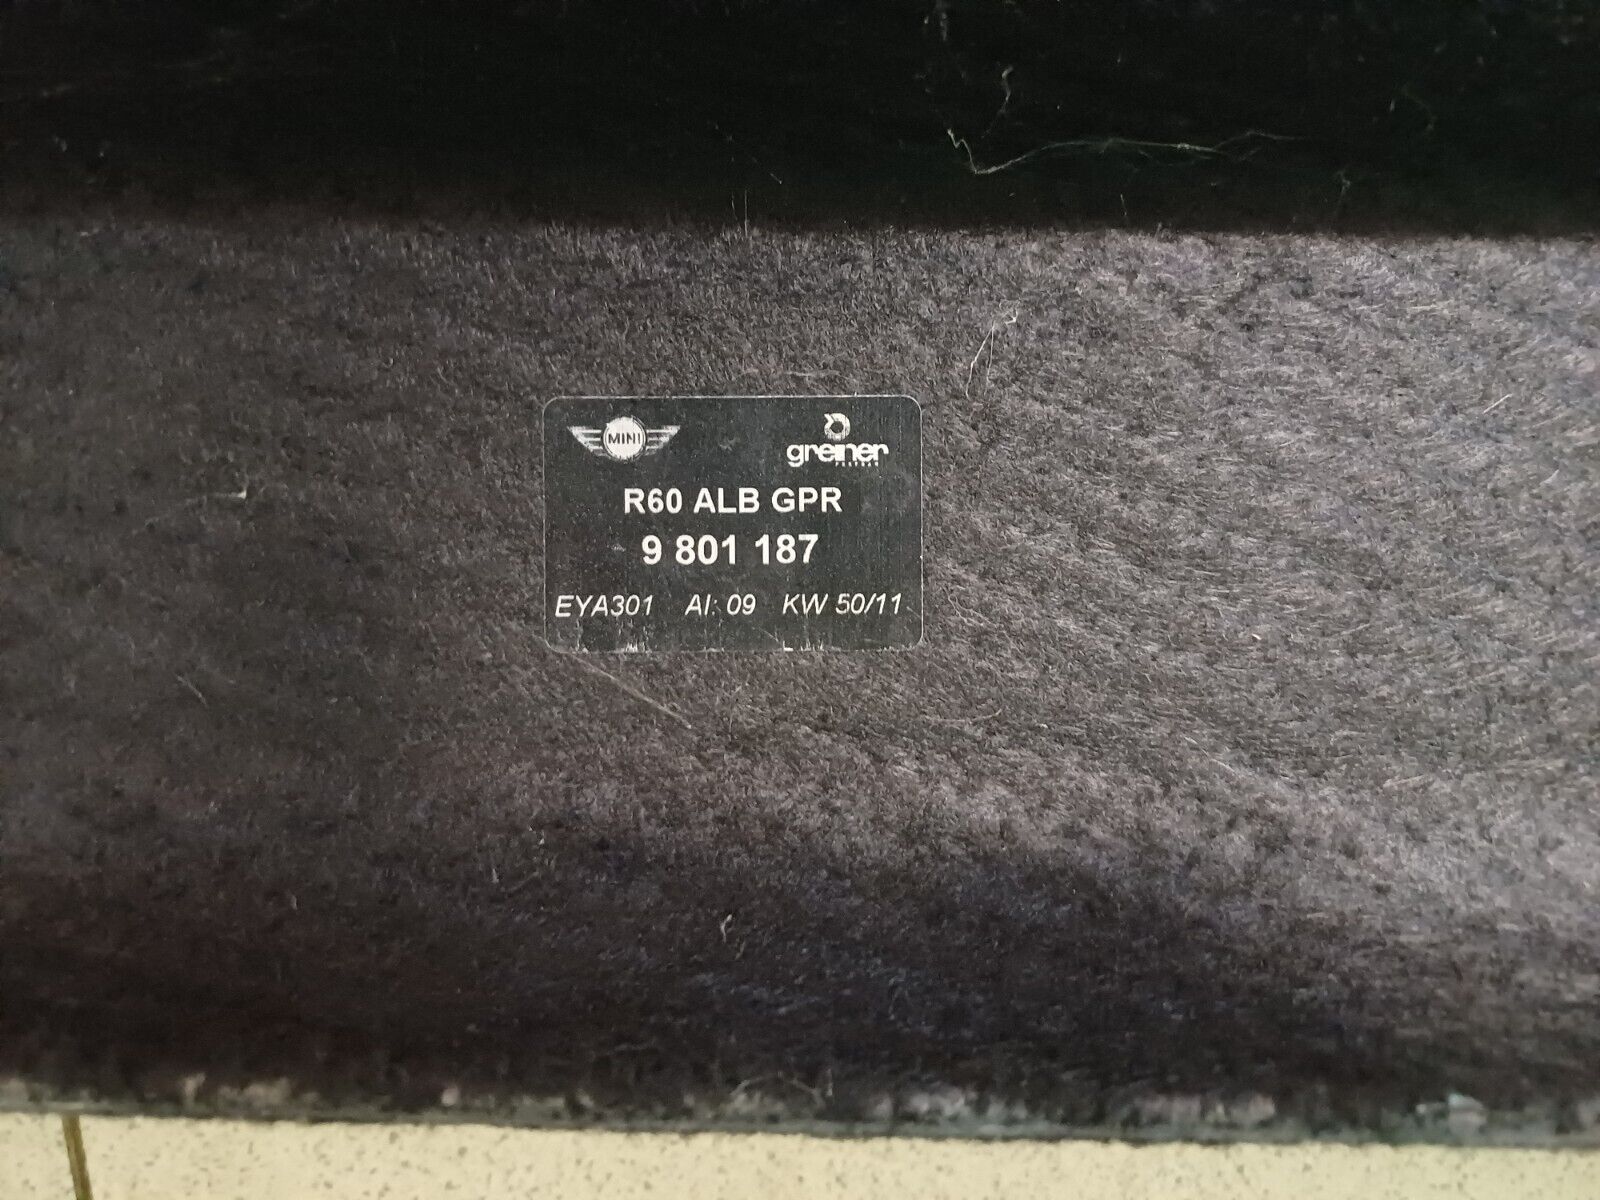 MINI
greiner
R60 ALB GPR
9 801 187
EYA301 AI: 09 KW 50/11